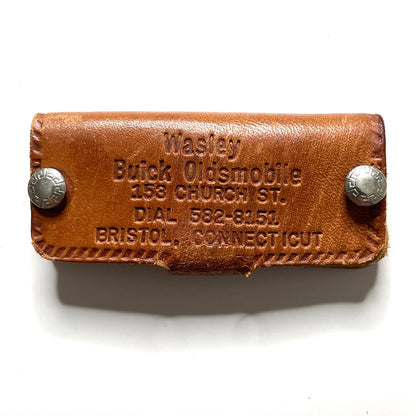 Wasley
Buick Oldsmobile
153 CHURCH ST.
DIAL 582-8151
BRISTOL, CONNECTICUT